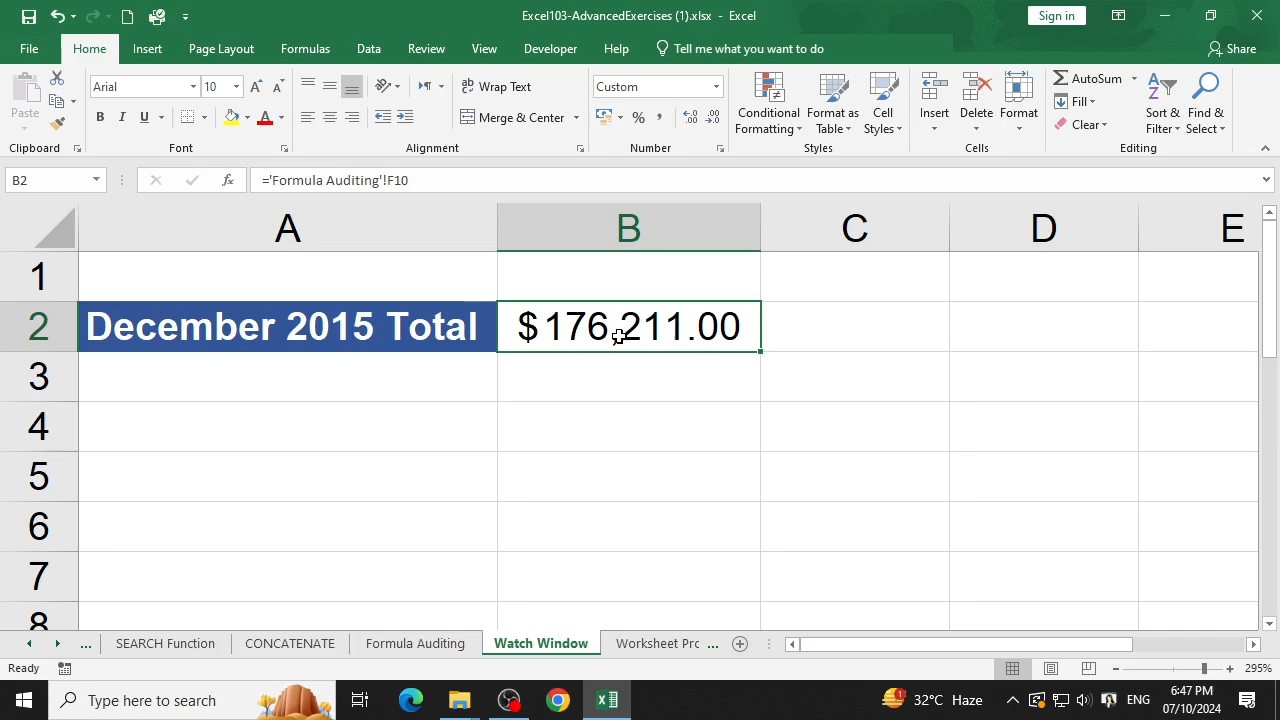 Excel103-AdvancedExercises (1).xlsx - Excel
Sign in
File Home Insert Page Layout Formulas Data Review View Developer Help Tell me what you want to do Share
Paste
Clipboard
Arial 10
B I U
Font
Wrap Text
Merge & Center
Alignment
Custom
Number
Conditional Formatting
Format as Table
Cell Styles
Styles
Insert Delete Format
Cells
AutoSum
Fill
Clear
Sort & Filter
Find & Select
Editing
B2 fx ='Formula Auditing'!F10
A B C D E
1
2 December 2015 Total $ 176,211.00
3
4
5
6
7
8
... SEARCH Function CONCATENATE Formula Auditing Watch Window Worksheet Prc ...
Ready 295%
Type here to search
32°C Haze
ENG
6:47 PM
07/10/2024